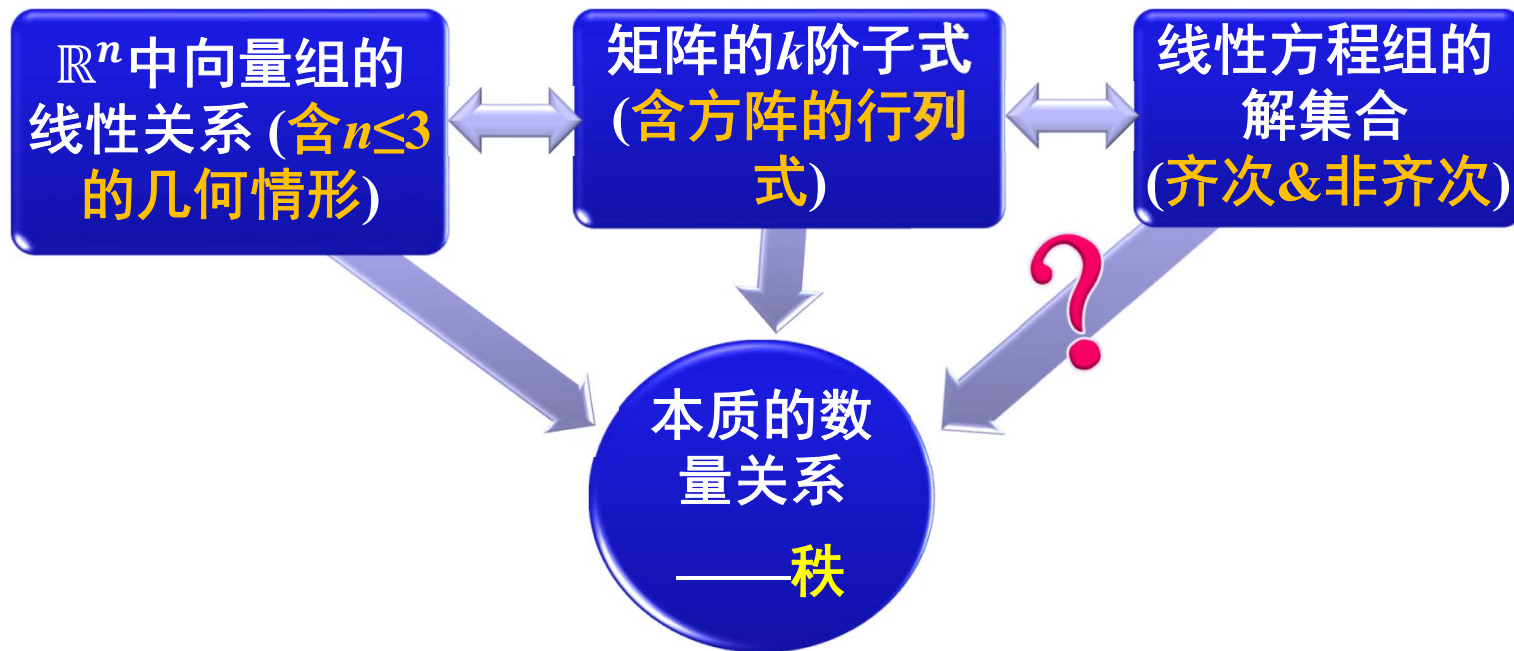 ℝⁿ中向量组的
线性关系 (含n≤3
的几何情形)
矩阵的k阶子式
(含方阵的行列
式)
线性方程组的
解集合
(齐次&非齐次)
?
本质的数
量关系
——秩